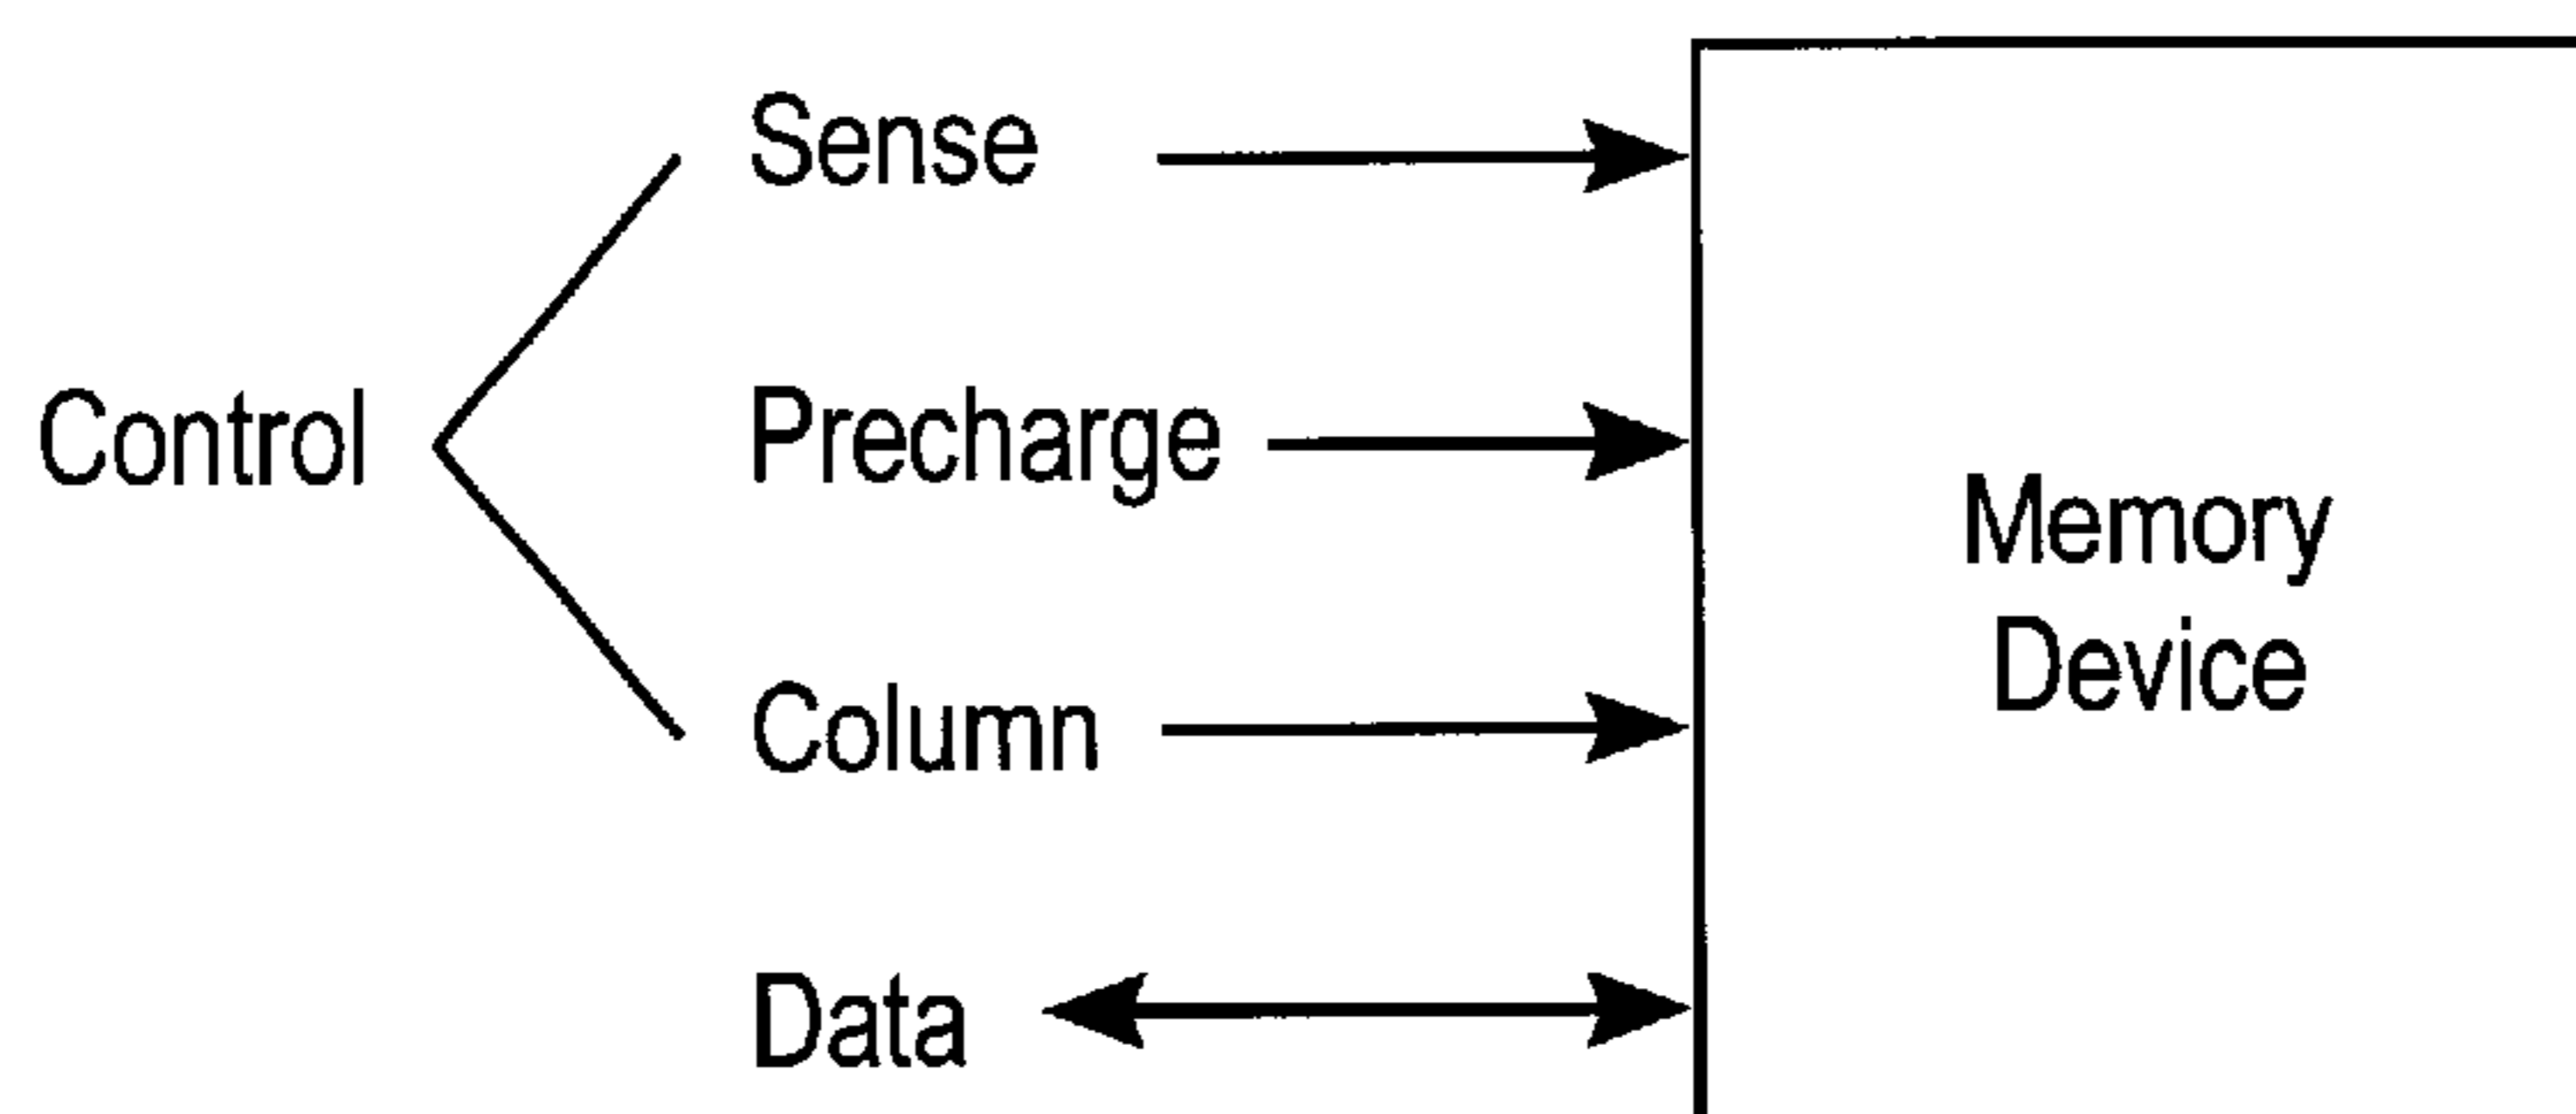 Control
Sense
Precharge
Column
Data
Memory
Device